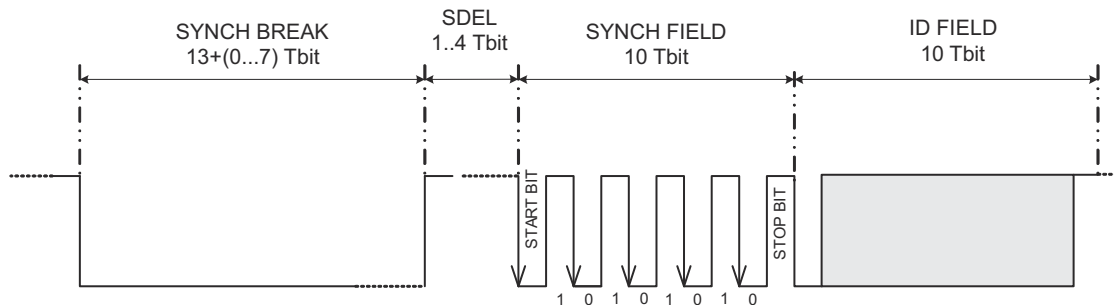 SYNCH BREAK
13+(0...7) Tbit
SDEL
1..4 Tbit
SYNCH FIELD
10 Tbit
ID FIELD
10 Tbit
START BIT
STOP BIT
1 0 1 0 1 0 1 0